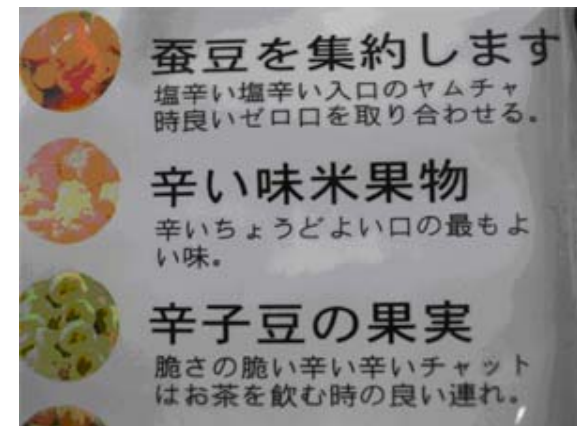 蚕豆を集約します
塩辛い塩辛い入口のヤムチャ
時良いゼロ口を取り合わせる。
辛い味米果物
辛いちょうどよい口の最もよ
い味。
辛子豆の果実
脆さの脆い辛い辛いチャット
はお茶を飲む時の良い連れ。